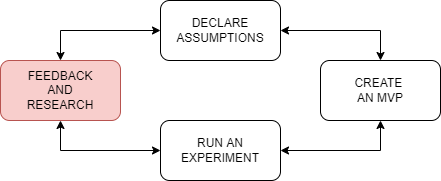 DECLARE
ASSUMPTIONS
FEEDBACK
AND
RESEARCH
CREATE
AN MVP
RUN AN
EXPERIMENT